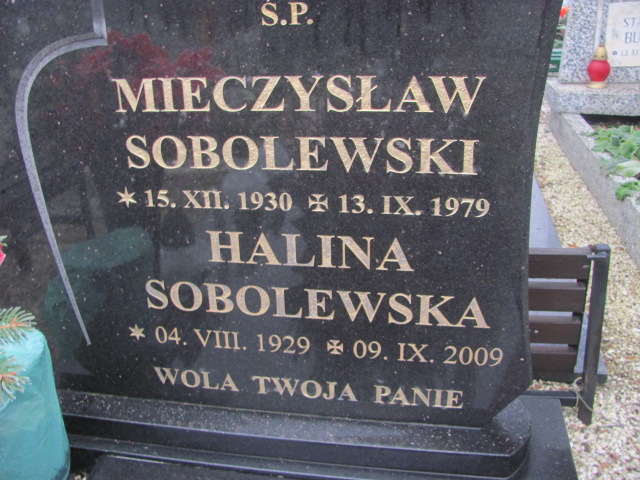 Ś.P.
MIECZYSŁAW
SOBOLEWSKI
✶ 15. XII. 1930 ✠ 13. IX. 1979
HALINA
SOBOLEWSKA
✶ 04. VIII. 1929 ✠ 09. IX. 2009
WOLA TWOJA PANIE